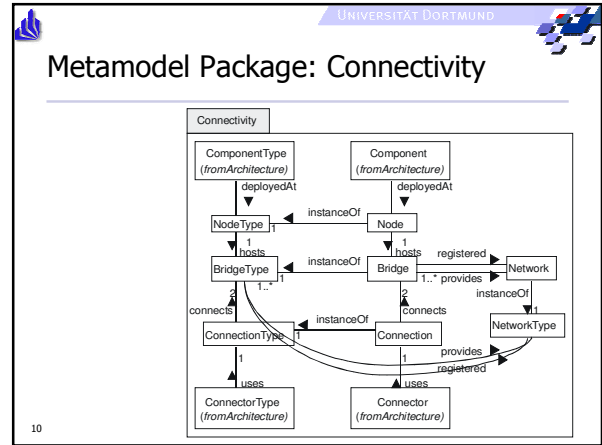 UNIVERSITÄT DORTMUND
Metamodel Package: Connectivity
Connectivity
ComponentType
(fromArchitecture)
Component
(fromArchitecture)
deployedAt
deployedAt
instanceOf
NodeType
1
Node
1
hosts
1
hosts
registered
instanceOf
BridgeType
1
Bridge
Network
1..*
1..*
provides
2
2
instanceOf
connects
connects
1
instanceOf
NetworkType
ConnectionType
1
Connection
provides
1
1
registered
uses
uses
ConnectorType
(fromArchitecture)
Connector
(fromArchitecture)
10